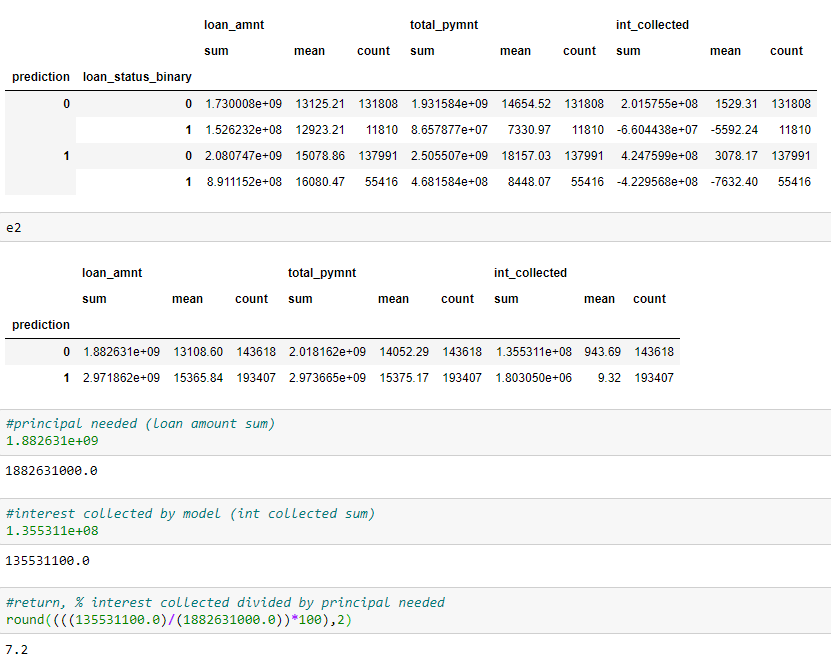 loan_amnt total_pymnt int_collected
sum mean count sum mean count sum mean count
prediction loan_status_binary
0 0 1.730008e+09 13125.21 131808 1.931584e+09 14654.52 131808 2.015755e+08 1529.31 131808
1 1.526232e+08 12923.21 11810 8.657877e+07 7330.97 11810 -6.604438e+07 -5592.24 11810
1 0 2.080747e+09 15078.86 137991 2.505507e+09 18157.03 137991 4.247599e+08 3078.17 137991
1 8.911152e+08 16080.47 55416 4.681584e+08 8448.07 55416 -4.229568e+08 -7632.40 55416
e2
loan_amnt total_pymnt int_collected
sum mean count sum mean count sum mean count
prediction
0 1.882631e+09 13108.60 143618 2.018162e+09 14052.29 143618 1.355311e+08 943.69 143618
1 2.971862e+09 15365.84 193407 2.973665e+09 15375.17 193407 1.803050e+06 9.32 193407
#principal needed (loan amount sum)
1.882631e+09
1882631000.0
#interest collected by model (int collected sum)
1.355311e+08
135531100.0
#return, % interest collected divided by principal needed
round((((135531100.0)/(1882631000.0))*100),2)
7.2